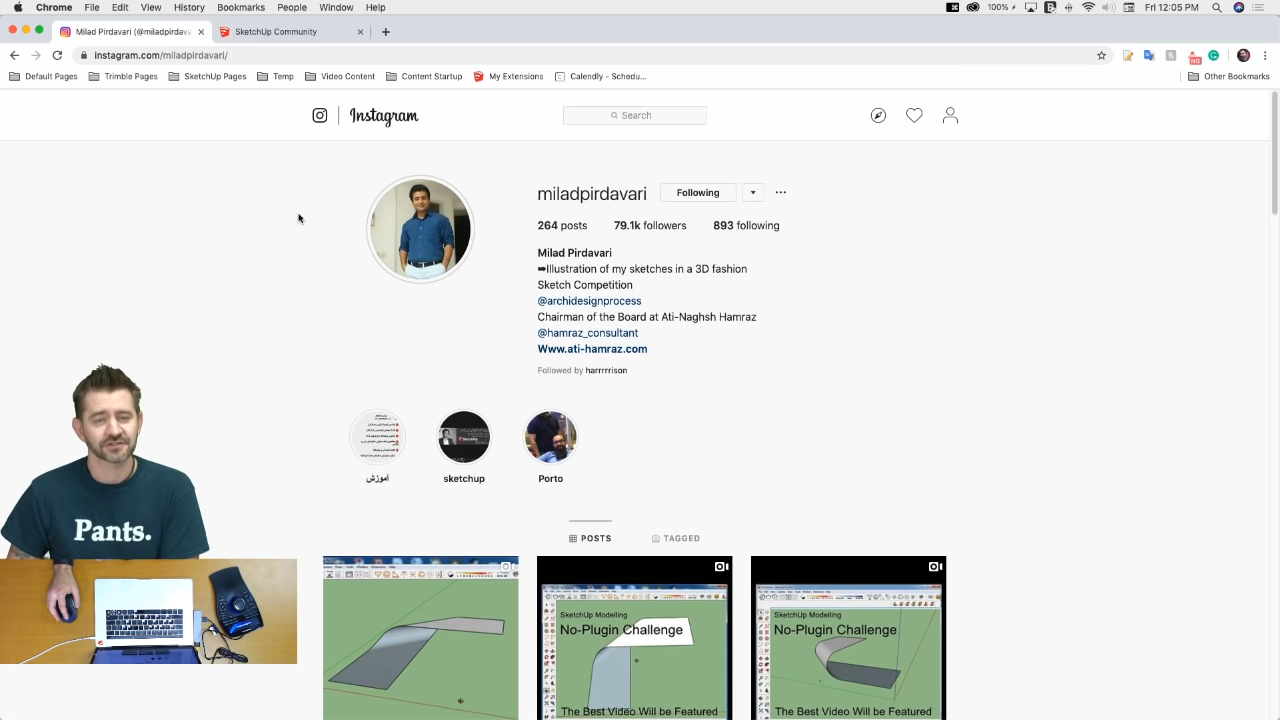 Chrome File Edit View History Bookmarks People Window Help 100% Fri 12:05 PM
Milad Pirdavari (@miladpirdava
SketchUp Community
instagram.com/miladpirdavari/
Default Pages Trimble Pages SketchUp Pages Temp Video Content Content Startup My Extensions Calendly - Schedu... Other Bookmarks
Instagram
Search
miladpirdavari Following
264 posts 79.1k followers 893 following
Milad Pirdavari
➡Illustration of my sketches in a 3D fashion
Sketch Competition
@archidesignprocess
Chairman of the Board at Ati-Naghsh Hamraz
@hamraz_consultant
Www.ati-hamraz.com
Followed by harrrrrison
آموزش sketchup Porto
Pants.
POSTS TAGGED
SketchUp Modelling
No-Plugin Challenge
The Best Video Will be Featured
SketchUp Modelling
No-Plugin Challenge
The Best Video Will be Featured